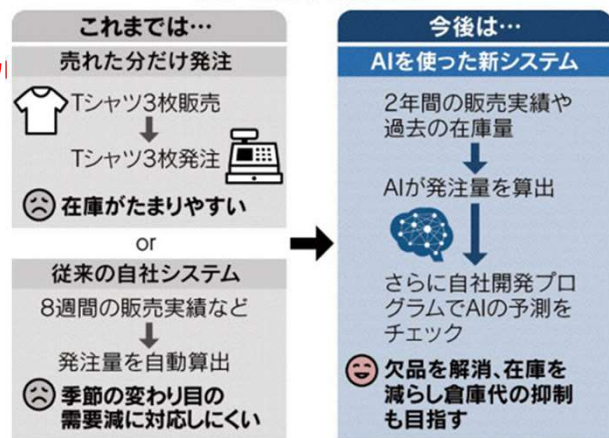 これまでは…
売れた分だけ発注
Tシャツ3枚販売
Tシャツ3枚発注
在庫がたまりやすい
or
従来の自社システム
8週間の販売実績など
発注量を自動算出
季節の変わり目の
需要減に対応しにくい
今後は…
AIを使った新システム
2年間の販売実績や
過去の在庫量
AIが発注量を算出
さらに自社開発プロ
グラムでAIの予測を
チェック
欠品を解消、在庫を
減らし倉庫代の抑制
も目指す